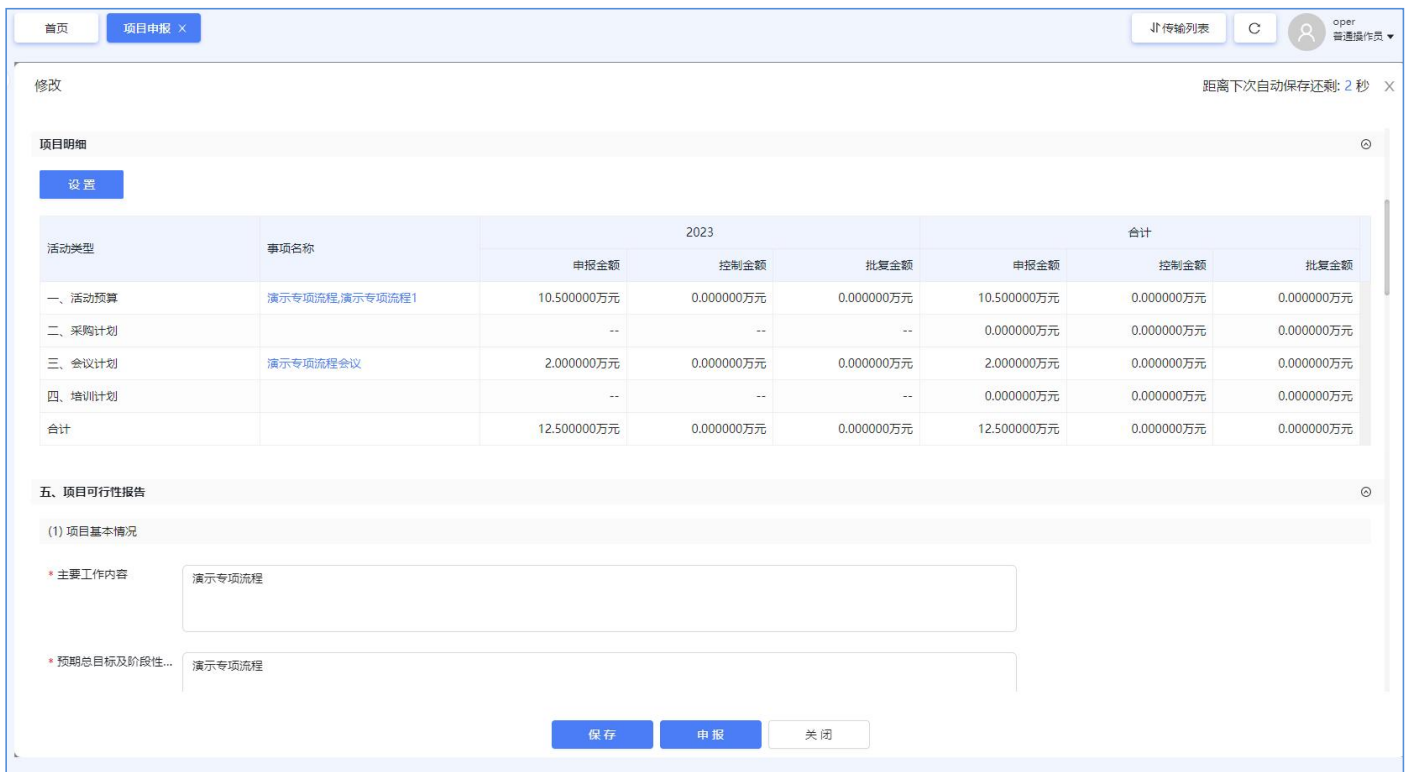 首页 项目申报 × 传输列表 C oper
普通操作员
修改 距离下次自动保存还剩: 2 秒 ×
项目明细
设置
活动类型 事项名称 2023 合计
申报金额 控制金额 批复金额 申报金额 控制金额 批复金额
一、活动预算 演示专项流程,演示专项流程1 10.500000万元 0.000000万元 0.000000万元 10.500000万元 0.000000万元 0.000000万元
二、采购计划 -- -- -- 0.000000万元 0.000000万元 0.000000万元
三、会议计划 演示专项流程会议 2.000000万元 0.000000万元 0.000000万元 2.000000万元 0.000000万元 0.000000万元
四、培训计划 -- -- -- 0.000000万元 0.000000万元 0.000000万元
合计 12.500000万元 0.000000万元 0.000000万元 12.500000万元 0.000000万元 0.000000万元
五、项目可行性报告
(1) 项目基本情况
* 主要工作内容 演示专项流程
* 预期总目标及阶段性... 演示专项流程
保存 申报 关闭